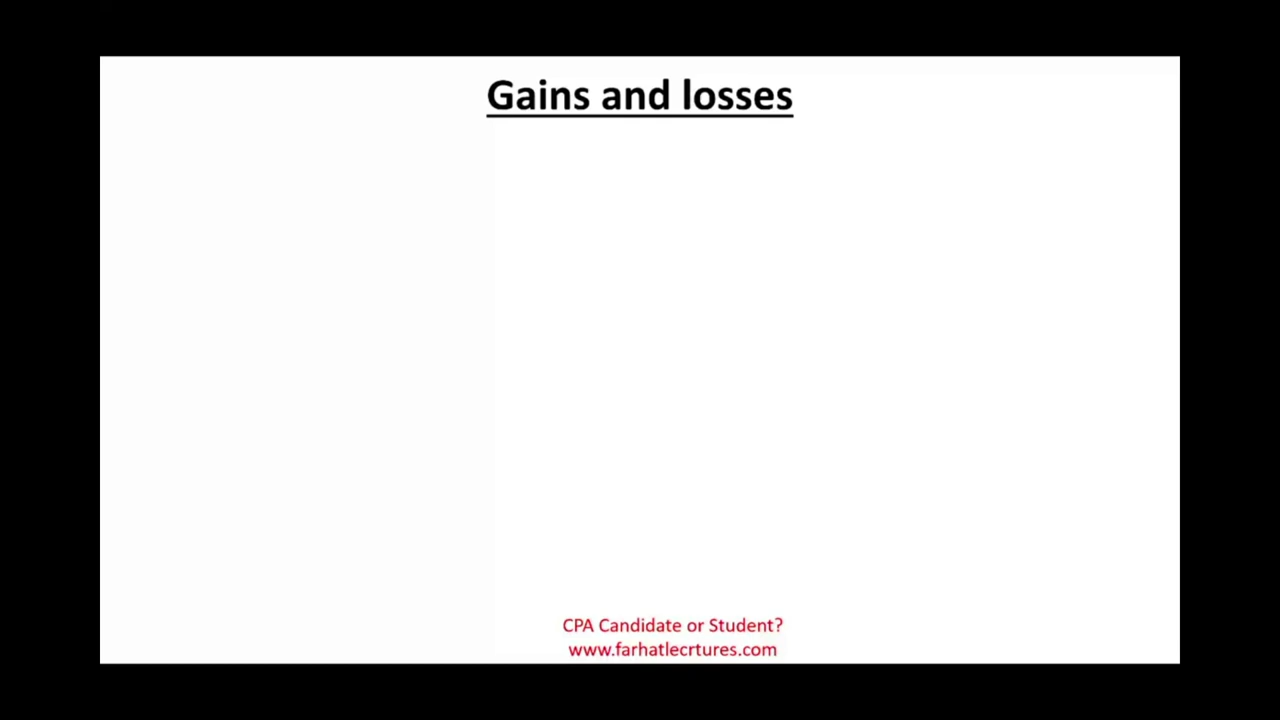 Gains and losses
CPA Candidate or Student?
www.farhatlecrtures.com